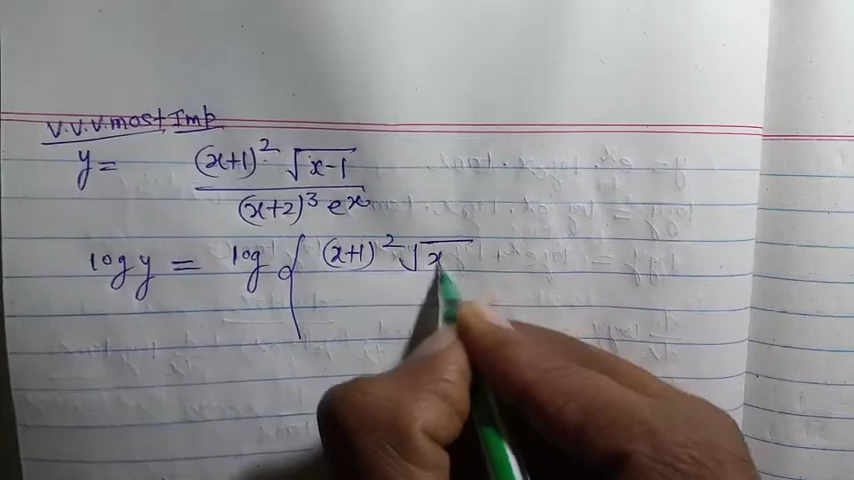 V.V.V.most Imp
y = (x+1)² √(x-1) / (x+2)³ eˣ
log y = log ( (x+1)² √x